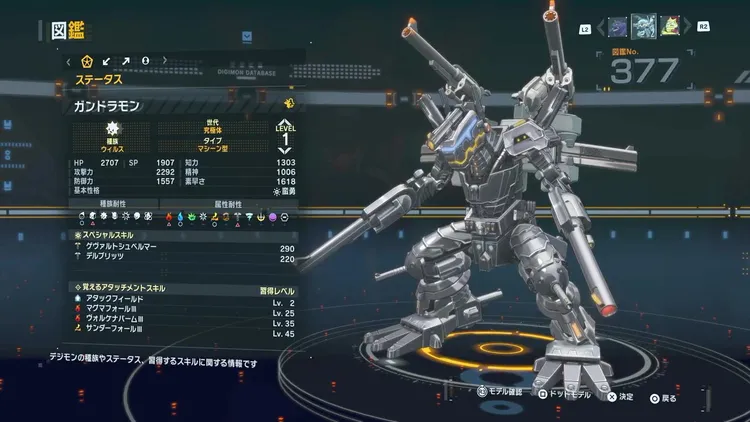 図鑑
L2
R2
DIGIMON DATABASE
図鑑No.
377
ステータス
ガンドラモン
種族
ウィルス
世代
究極体
タイプ
マシーン型
LEVEL
1
HP 2707 SP 1907 知力 1303
攻撃力 2292 精神 1006
防御力 1557 素早さ 1618
基本性格 蛮勇
種族耐性 属性耐性
スペシャルスキル
ゲヴァルトシュベルマー 290
デルブリッツ 220
覚えるアタッチメントスキル 習得レベル
アタックフィールド Lv. 2
マグマフォールⅢ Lv. 25
ヴォルケナパームⅢ Lv. 35
サンダーフォールⅢ Lv. 45
デジモンの種族やステータス、習得するスキルに関する情報です
モデル確認 ドットモデル 決定 戻る